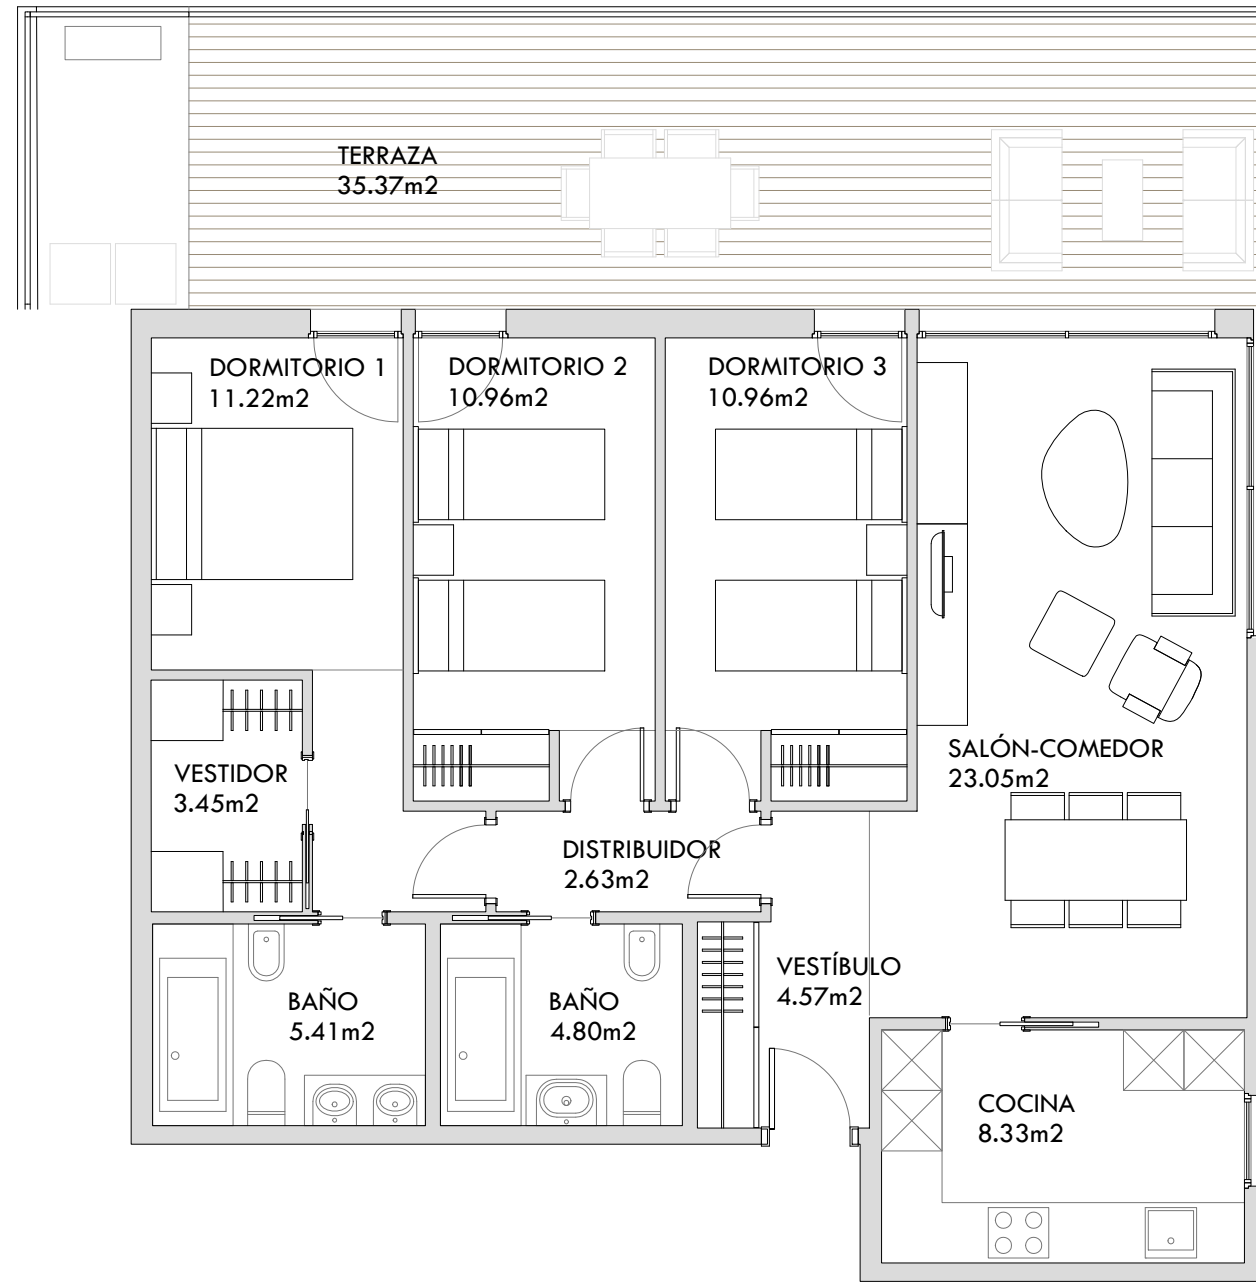 TERRAZA
35.37m2
DORMITORIO 1
11.22m2
DORMITORIO 2
10.96m2
DORMITORIO 3
10.96m2
SALÓN-COMEDOR
23.05m2
VESTIDOR
3.45m2
DISTRIBUIDOR
2.63m2
VESTÍBULO
4.57m2
BAÑO
5.41m2
BAÑO
4.80m2
COCINA
8.33m2